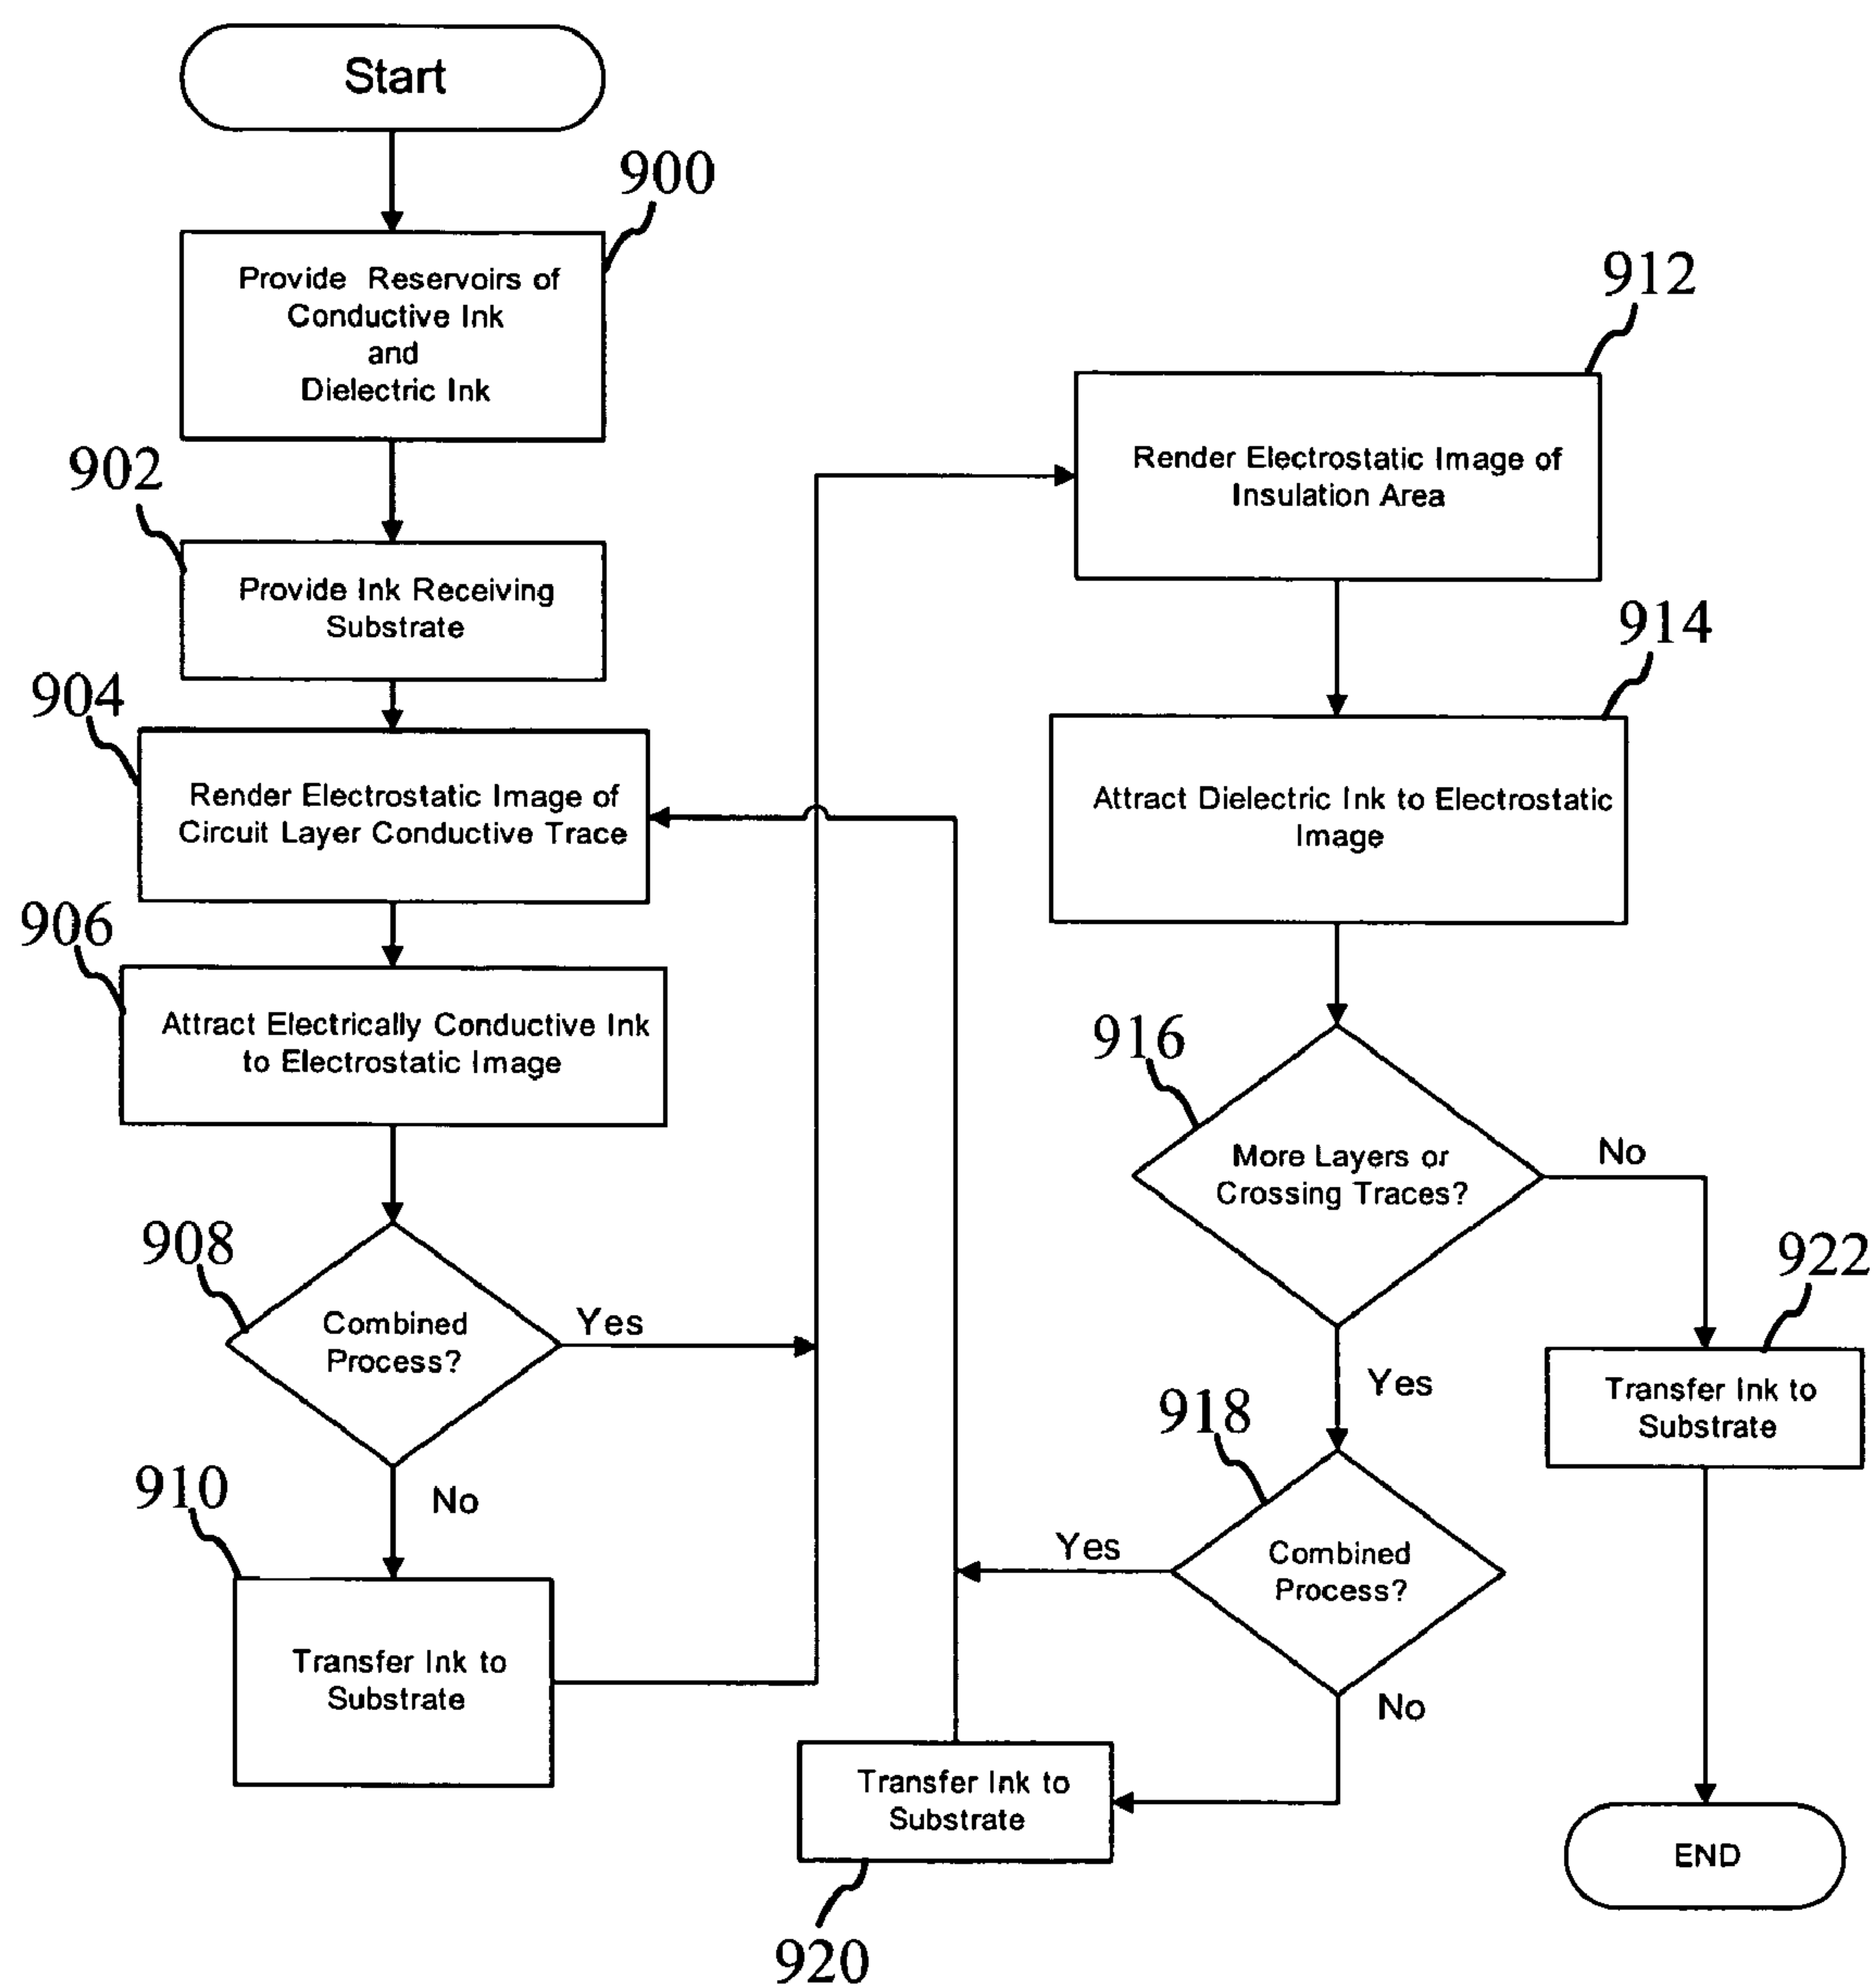 Start
900
Provide Reservoirs of
Conductive Ink
and
Dielectric Ink
902
Provide Ink Receiving
Substrate
904
Render Electrostatic Image of
Circuit Layer Conductive Trace
906
Attract Electrically Conductive Ink
to Electrostatic Image
908
Combined
Process?
Yes
No
910
Transfer Ink to
Substrate
912
Render Electrostatic Image of
Insulation Area
914
Attract Dielectric Ink to Electrostatic
Image
916
More Layers or
Crossing Traces?
No
Yes
918
Combined
Process?
Yes
No
Transfer Ink to
Substrate
920
922
Transfer Ink to
Substrate
END